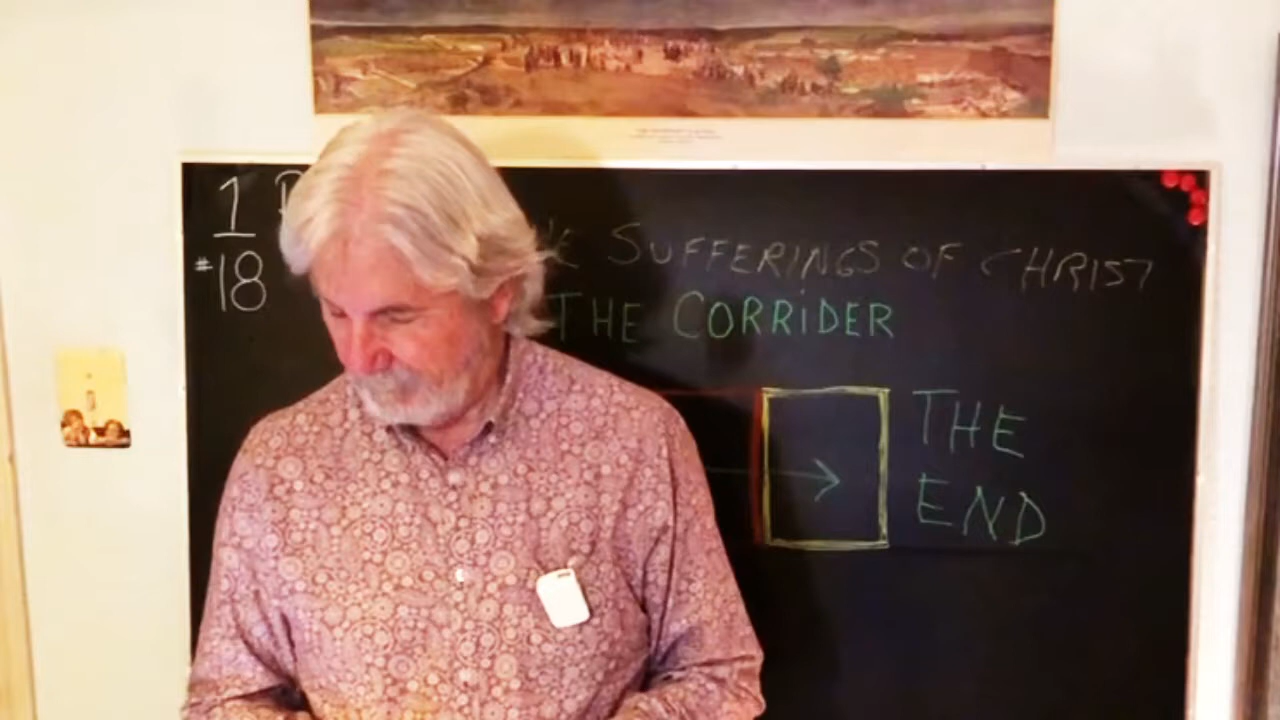 1
#18
SUFFERINGS OF CHRIST
THE CORRIDER
THE
END